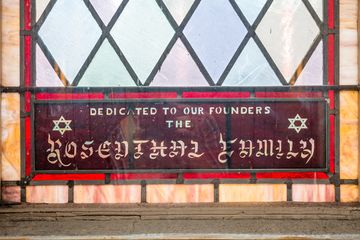 DEDICATED TO OUR FOUNDERS
THE
ROSENTHAL FAMILY